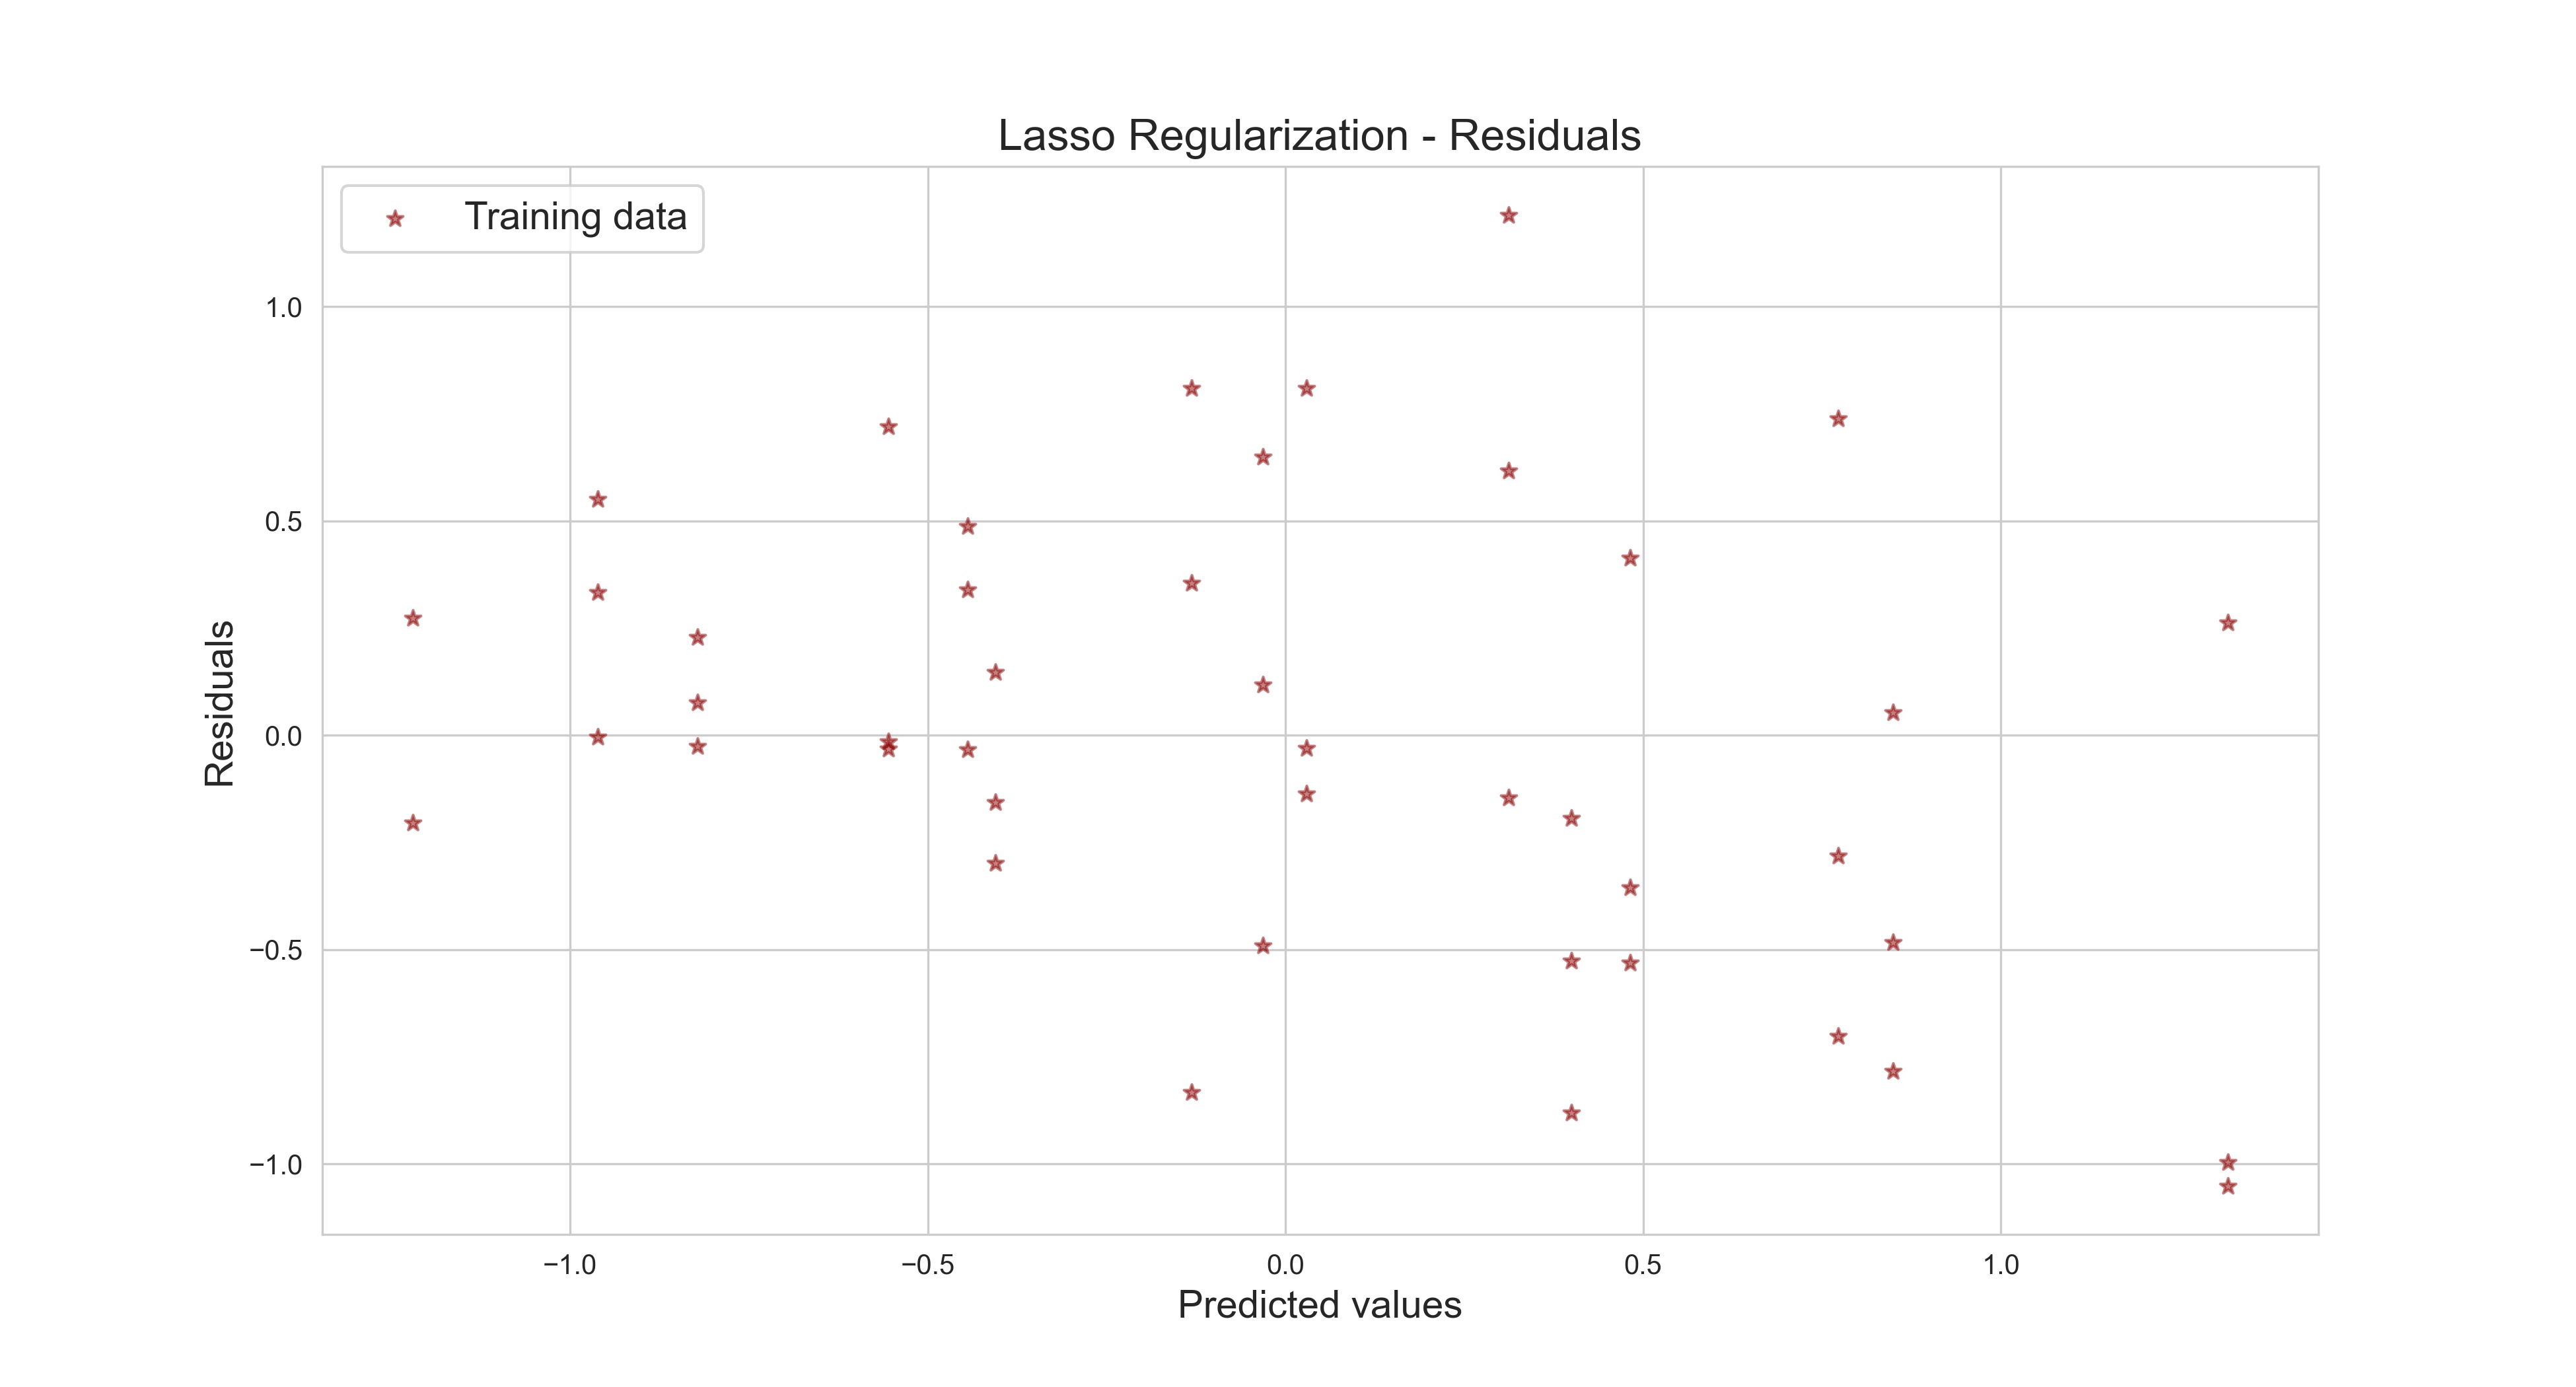 Lasso Regularization - Residuals
Training data
1.0
0.5
0.0
−0.5
−1.0
Residuals
−1.0
−0.5
0.0
0.5
1.0
Predicted values